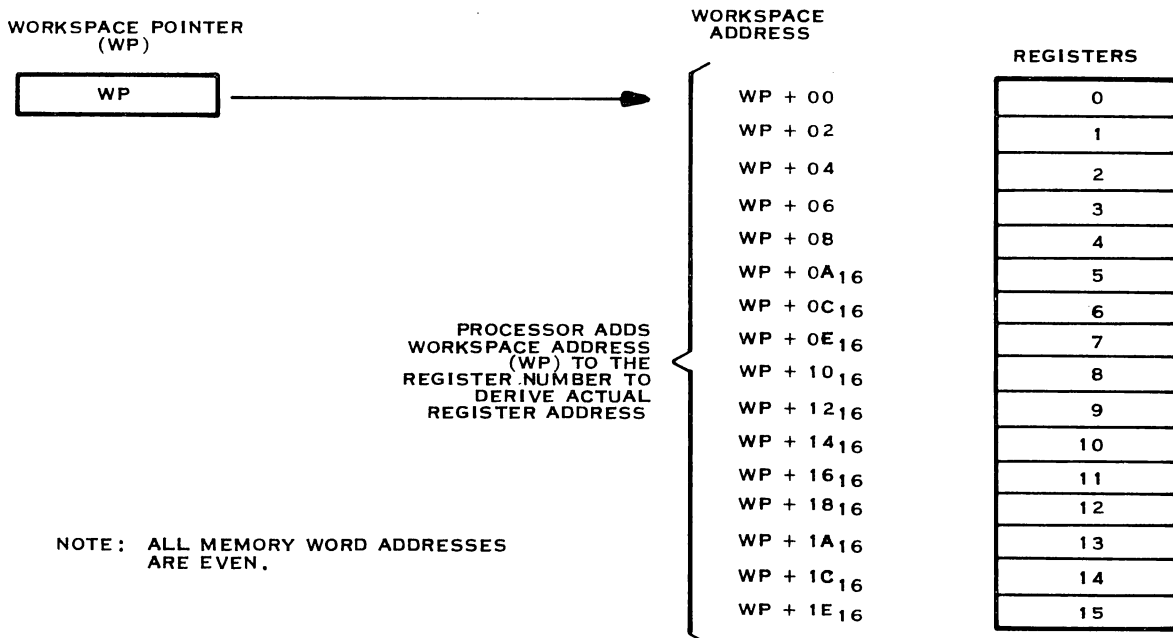 WORKSPACE POINTER
(WP)
WP
WORKSPACE
ADDRESS
REGISTERS
WP + 00
0
WP + 02
1
WP + 04
2
WP + 06
3
WP + 08
4
WP + 0A16
5
WP + 0C16
6
WP + 0E16
7
WP + 1016
8
WP + 1216
9
WP + 1416
10
WP + 1616
11
WP + 1816
12
WP + 1A16
13
WP + 1C16
14
WP + 1E16
15
PROCESSOR ADDS
WORKSPACE ADDRESS
(WP) TO THE
REGISTER NUMBER TO
DERIVE ACTUAL
REGISTER ADDRESS
NOTE: ALL MEMORY WORD ADDRESSES
ARE EVEN.